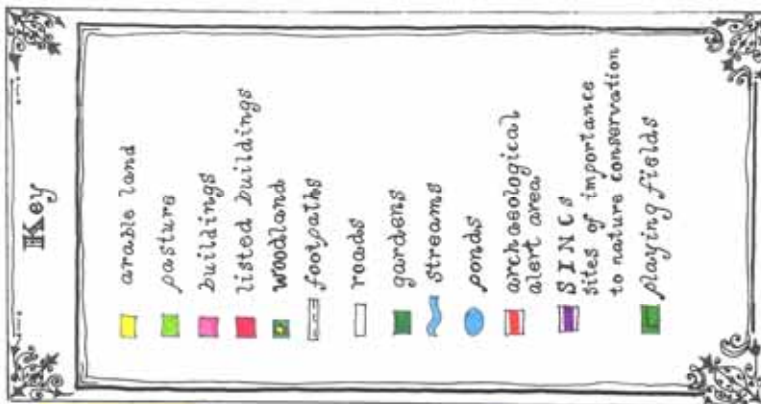 Key
arable land
pasture
buildings
listed buildings
woodland
footpaths
roads
gardens
streams
ponds
archaeological
alert area
SINCs
sites of importance
to nature conservation
playing fields